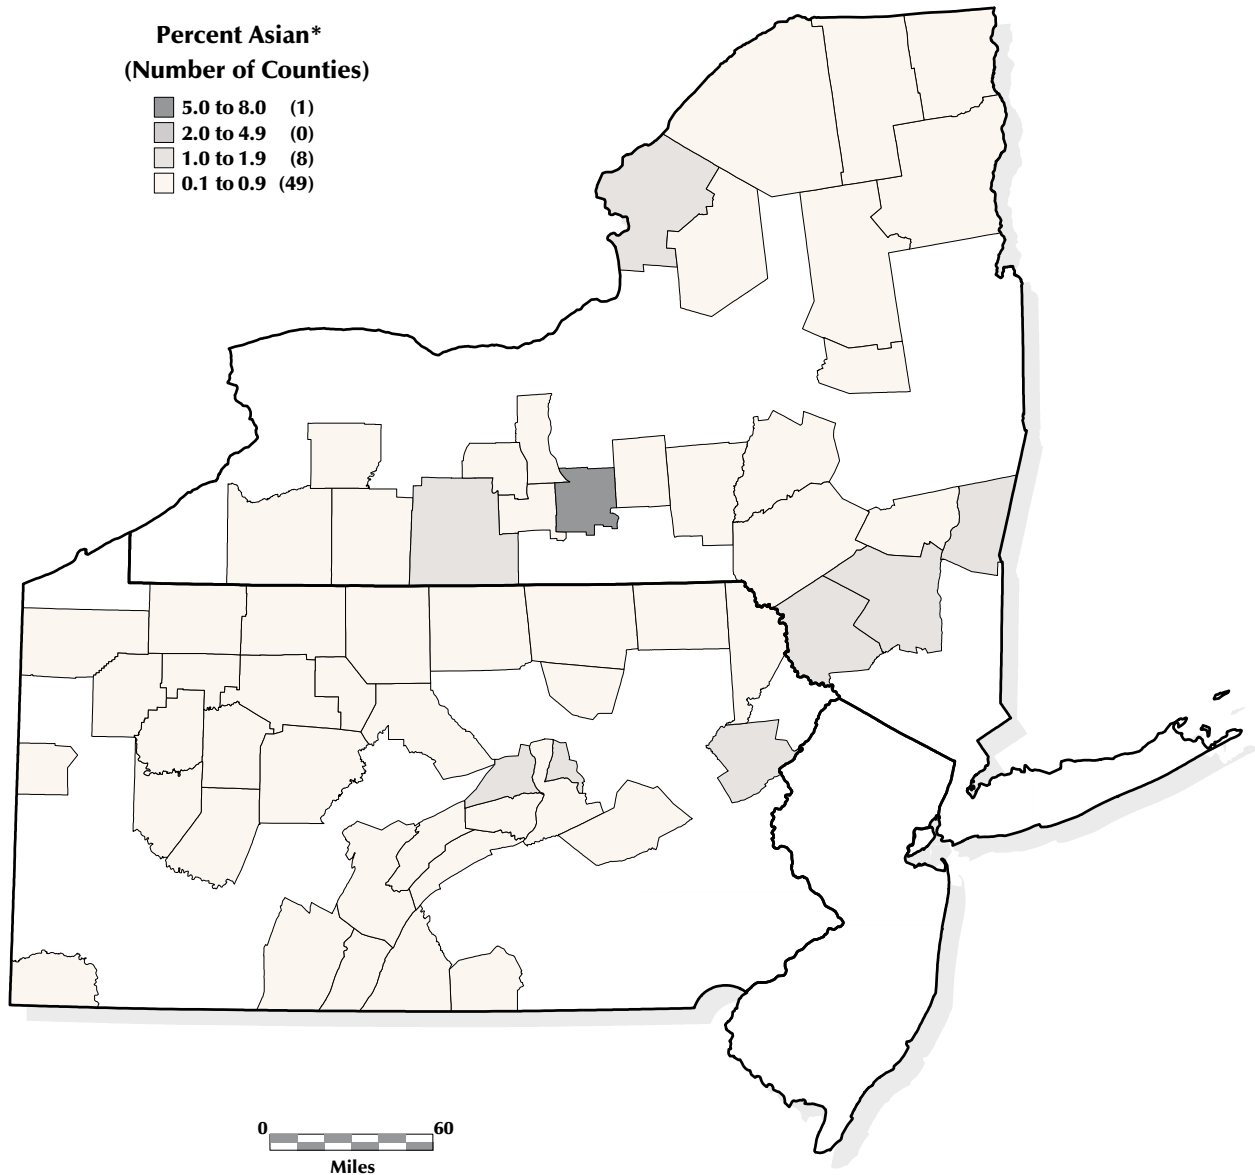 Percent Asian*
(Number of Counties)
5.0 to 8.0 (1)
2.0 to 4.9 (0)
1.0 to 1.9 (8)
0.1 to 0.9 (49)
0 60
Miles